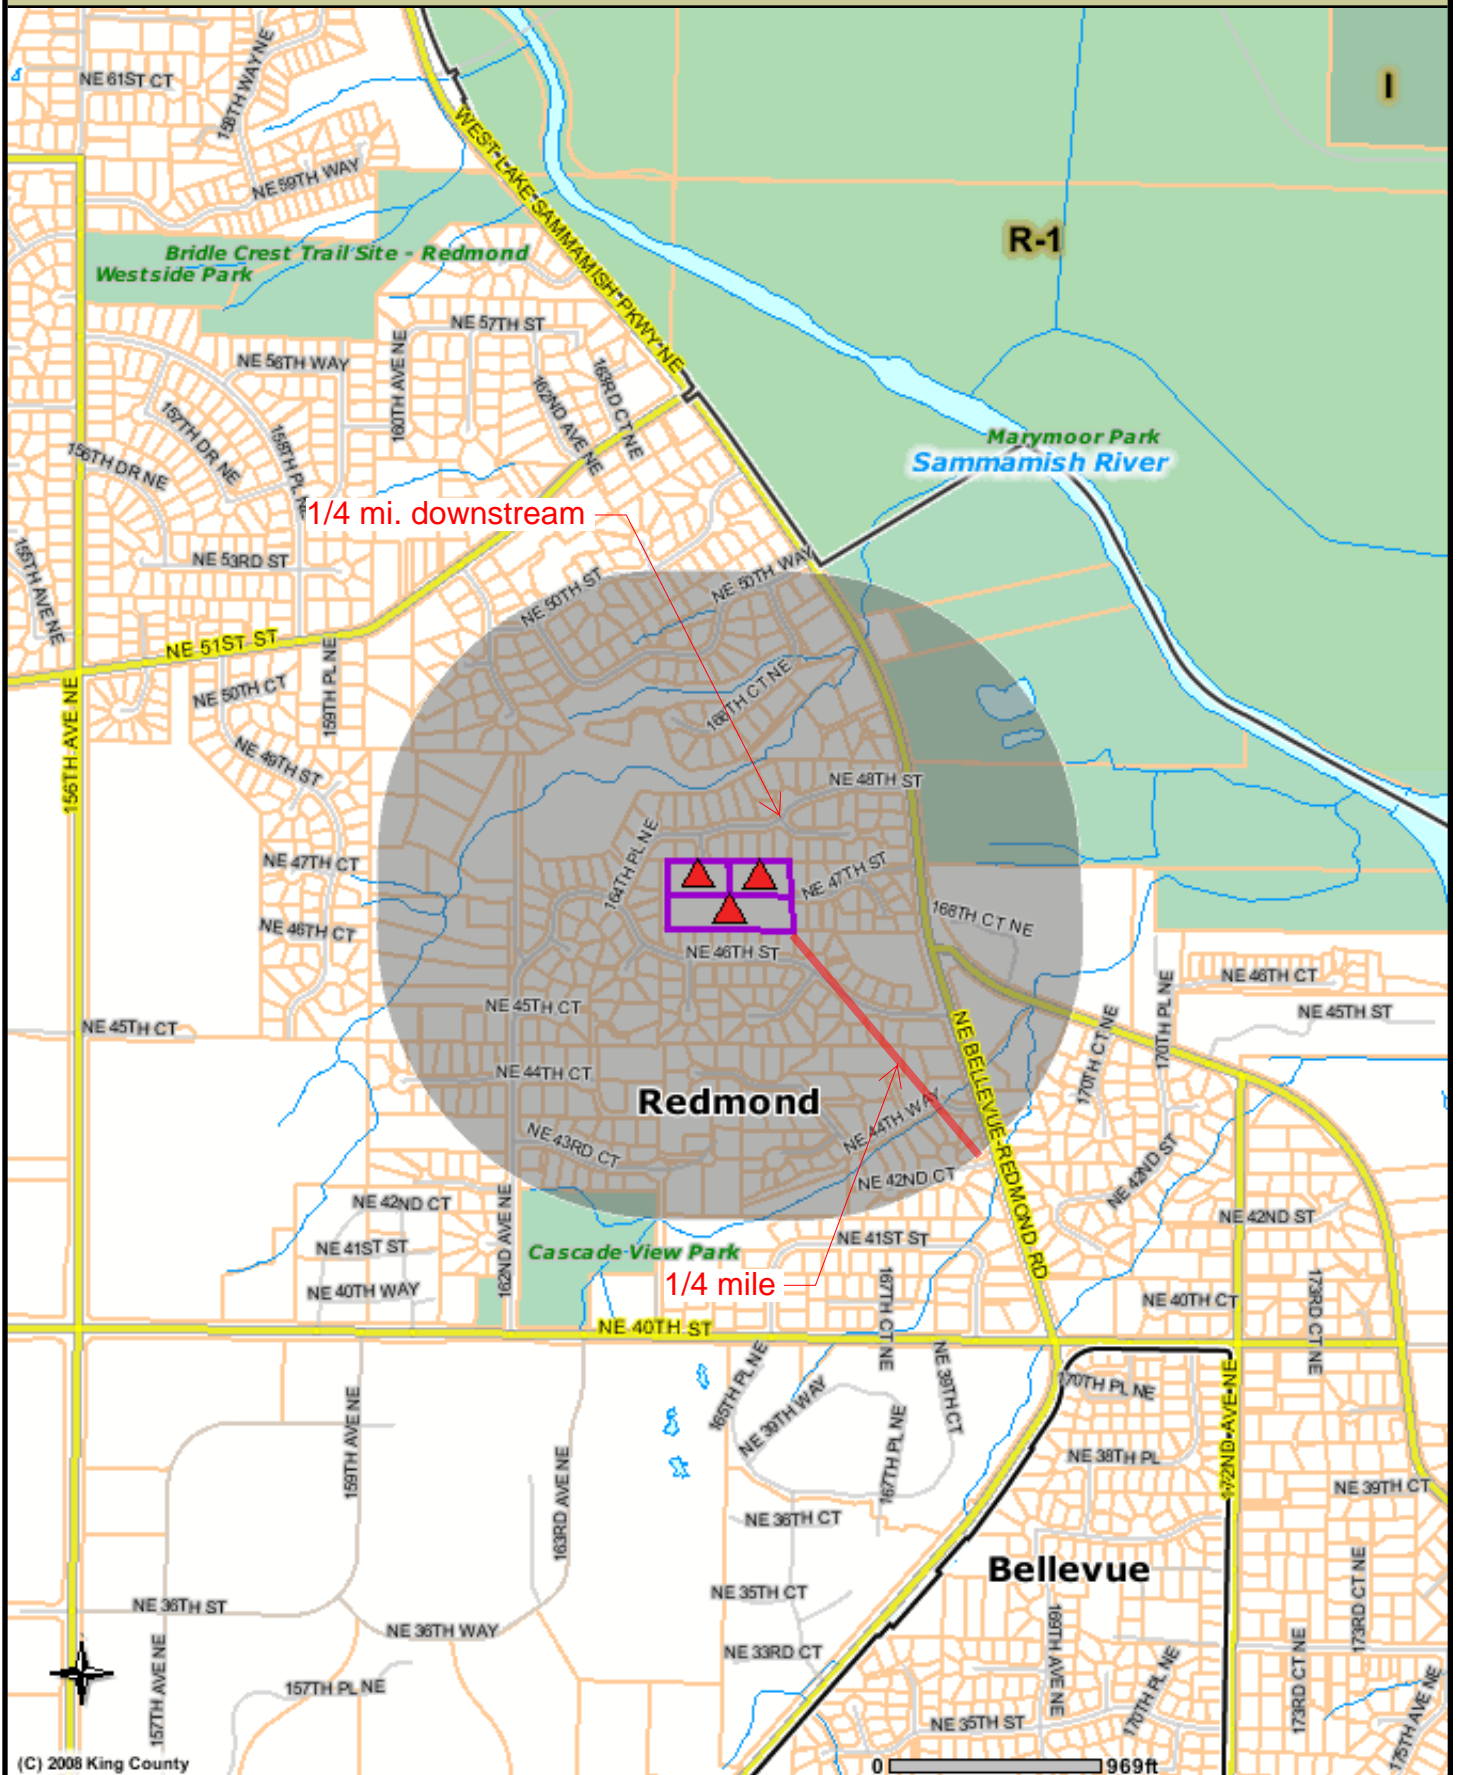 NE 61ST CT
158TH WAY NE
I
WEST LAKE SAMMAMISH PKWY NE
NE 59TH WAY
R-1
Bridle Crest Trail Site - Redmond
Westside Park
NE 57TH ST
NE 56TH WAY
160TH AVE NE
163RD CT NE
162ND AVE NE
157TH DR NE
158TH PL NE
156TH DR NE
Marymoor Park
Sammamish River
1/4 mi. downstream
155TH AVE NE
NE 53RD ST
NE 50TH WAY
NE 50TH ST
NE 51ST ST
159TH PL NE
NE 50TH CT
166TH CT NE
156TH AVE NE
NE 49TH ST
NE 48TH ST
164TH PL NE
NE 47TH CT
NE 47TH ST
168TH CT NE
NE 46TH CT
NE 46TH ST
NE 46TH CT
170TH PL NE
NE 45TH CT
NE 45TH CT
NE 45TH ST
NE BELLEVUE-REDMOND RD
170TH CT NE
NE 44TH CT
Redmond
NE 44TH WAY
NE 43RD CT
NE 42ND CT
NE 42ND ST
NE 42ND CT
162ND AVE NE
NE 42ND ST
NE 41ST ST
NE 41ST ST
Cascade View Park
1/4 mile
NE 40TH WAY
167TH CT NE
173RD CT NE
NE 40TH CT
NE 40TH ST
165TH PL NE
NE 39TH CT
170TH PL NE
172ND AVE NE
159TH AVE NE
NE 39TH WAY
167TH PL NE
NE 38TH PL
NE 39TH CT
163RD AVE NE
NE 36TH CT
Bellevue
173RD CT NE
NE 35TH CT
NE 36TH ST
NE 36TH WAY
169TH AVE NE
173RD CT NE
157TH AVE NE
NE 33RD CT
170TH PL NE
175TH AVE NE
157TH PL NE
NE 35TH ST
(C) 2008 King County
0
969ft